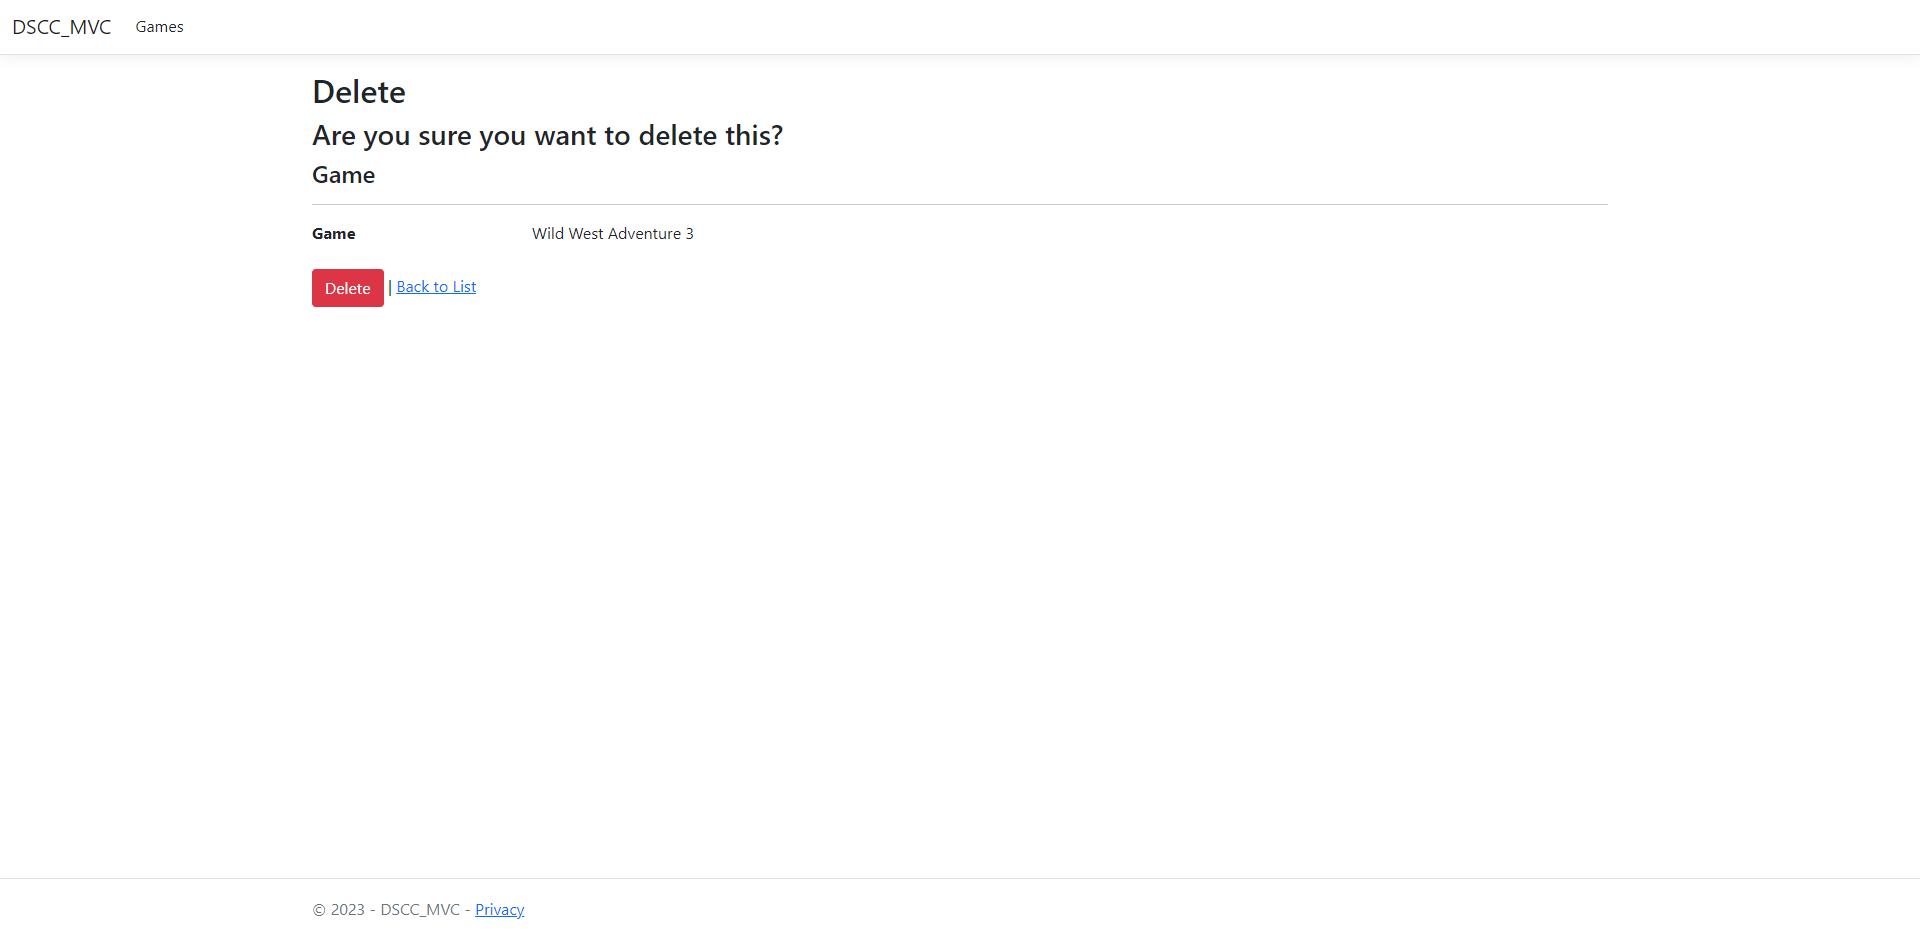 DSCC_MVC Games
Delete
Are you sure you want to delete this?
Game
Game Wild West Adventure 3
Delete | Back to List
© 2023 - DSCC_MVC - Privacy